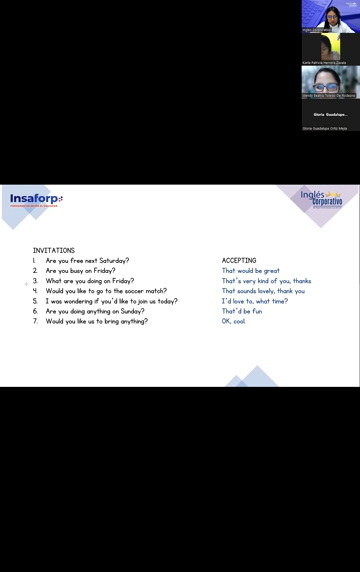 Gloria Guadalupe...
Insaforp
Inglés
Corporativo
INVITATIONS
1. Are you free next Saturday?
2. Are you busy on Friday?
3. What are you doing on Friday?
4. Would you like to go to the soccer match?
5. I was wondering if you'd like to join us today?
6. Are you doing anything on Sunday?
7. Would you like us to bring anything?
ACCEPTING
That would be great
That's very kind of you, thanks
That sounds lovely, thank you
I'd love to, what time?
That'd be fun
OK, cool.